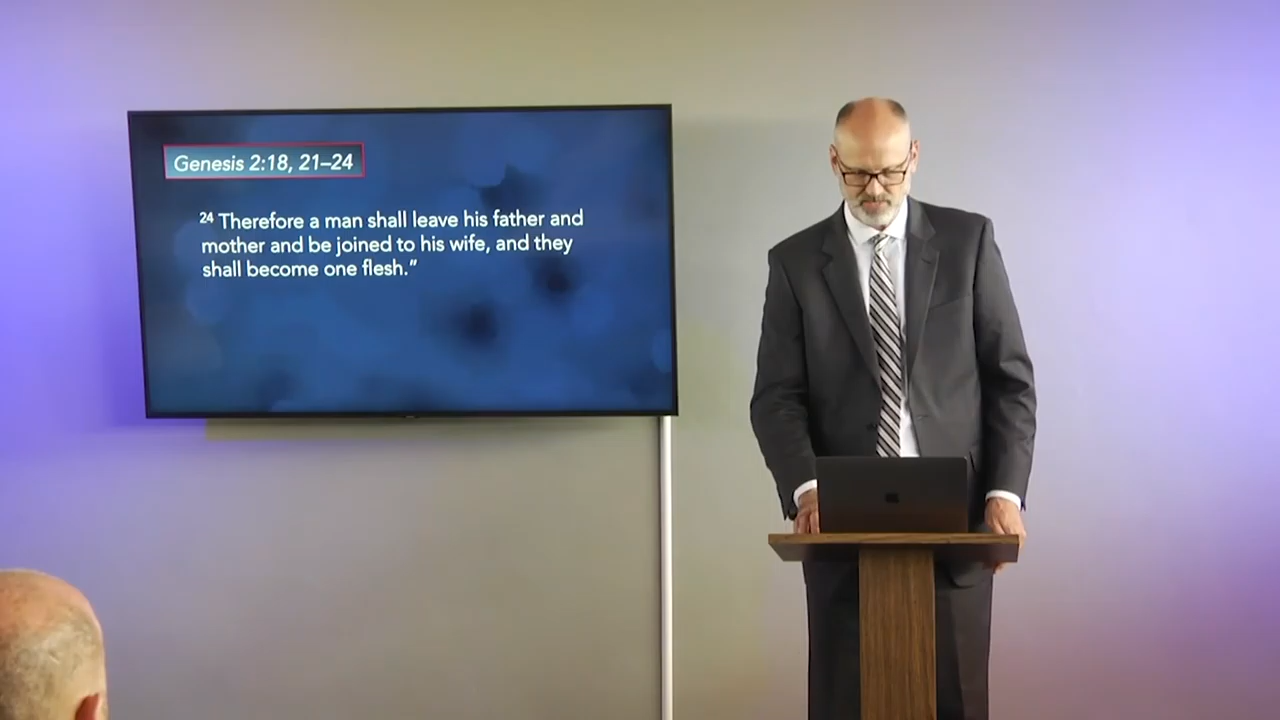 Genesis 2:18, 21–24
24 Therefore a man shall leave his father and
mother and be joined to his wife, and they
shall become one flesh.”